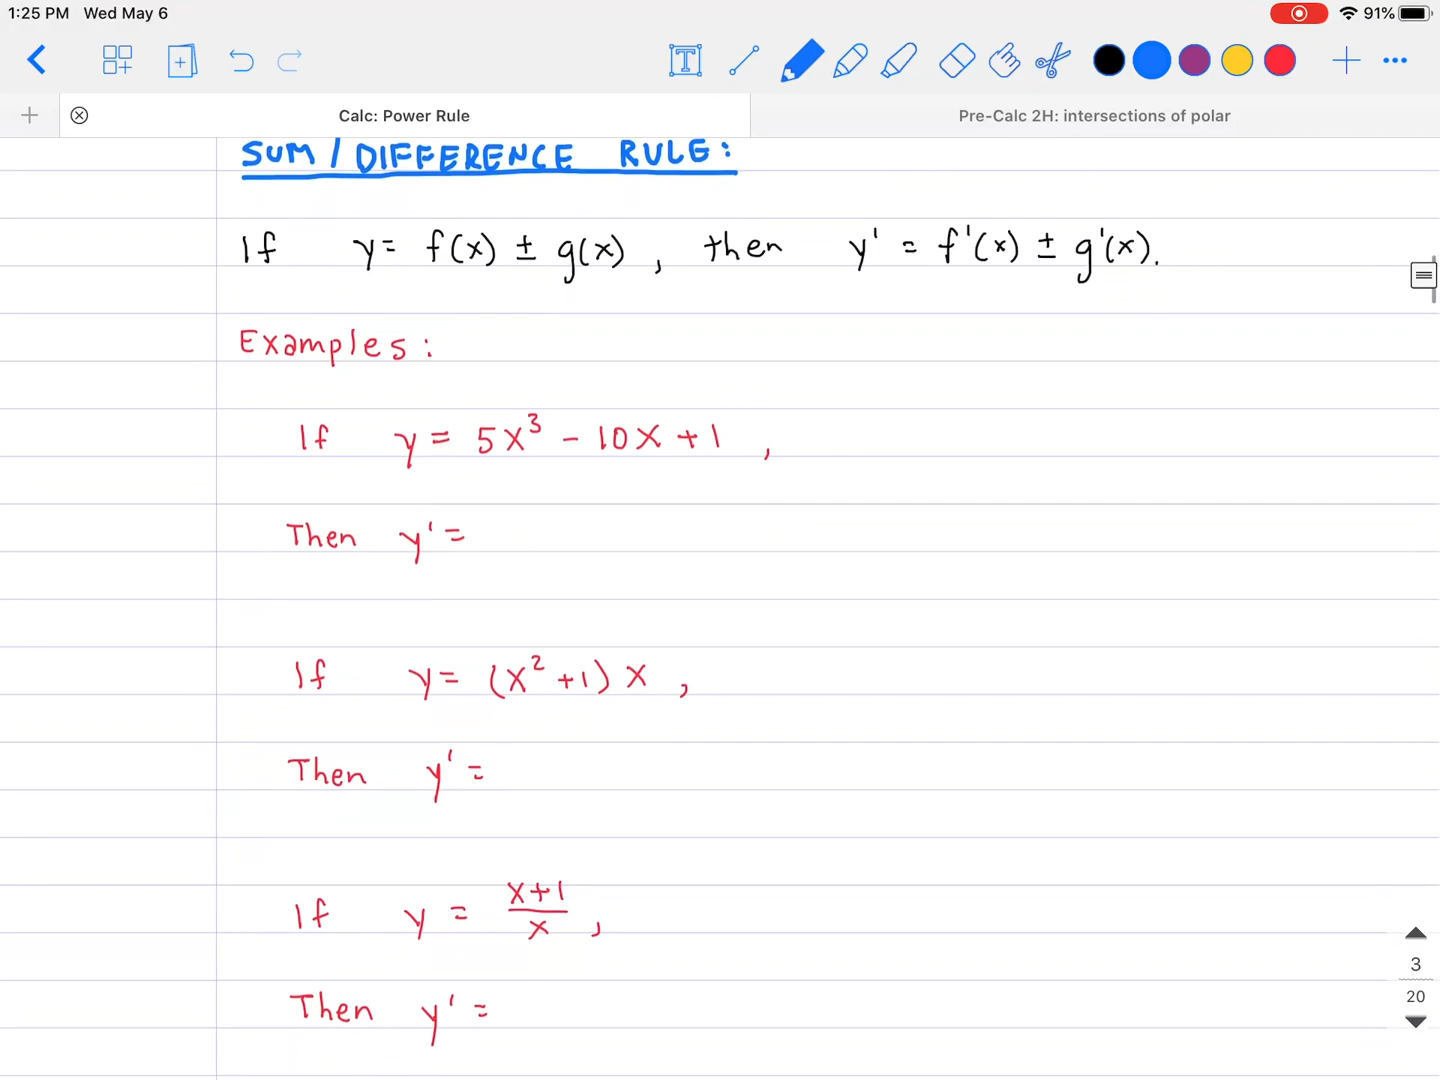 1:25 PM Wed May 6 91%
T
Calc: Power Rule Pre-Calc 2H: intersections of polar
SUM / DIFFERENCE RULE:
If y = f(x) ± g(x), then y' = f'(x) ± g'(x).
Examples:
If y = 5x³ - 10x + 1,
Then y' =
If y = (x² + 1) x,
Then y' =
If y = \frac{x+1}{x},
Then y' =
3
20